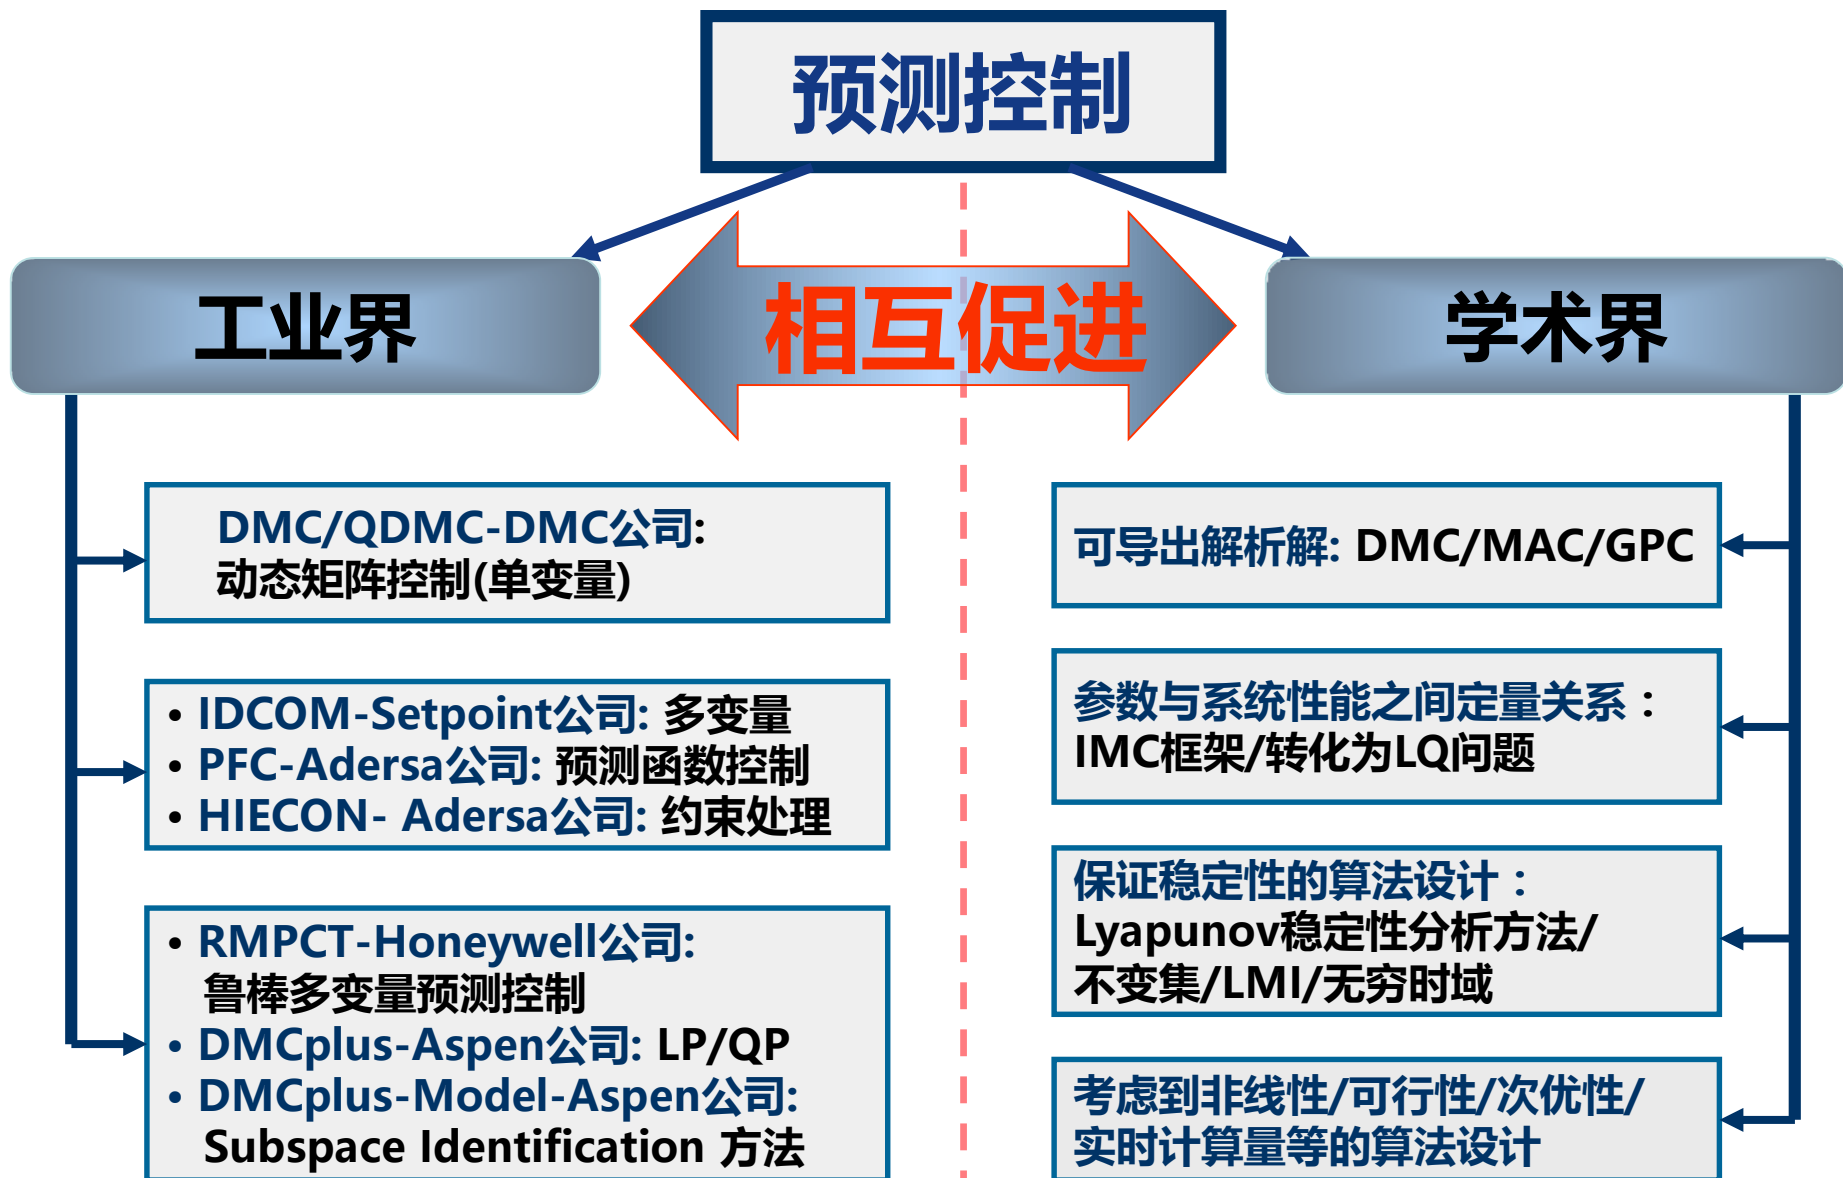 预测控制
工业界
相互促进
学术界
DMC/QDMC-DMC公司:
动态矩阵控制(单变量)
• IDCOM-Setpoint公司: 多变量
• PFC-Adersa公司: 预测函数控制
• HIECON- Adersa公司: 约束处理
• RMPCT-Honeywell公司:
鲁棒多变量预测控制
• DMCplus-Aspen公司: LP/QP
• DMCplus-Model-Aspen公司:
Subspace Identification 方法
可导出解析解: DMC/MAC/GPC
参数与系统性能之间定量关系：
IMC框架/转化为LQ问题
保证稳定性的算法设计：
Lyapunov稳定性分析方法/
不变集/LMI/无穷时域
考虑到非线性/可行性/次优性/
实时计算量等的算法设计